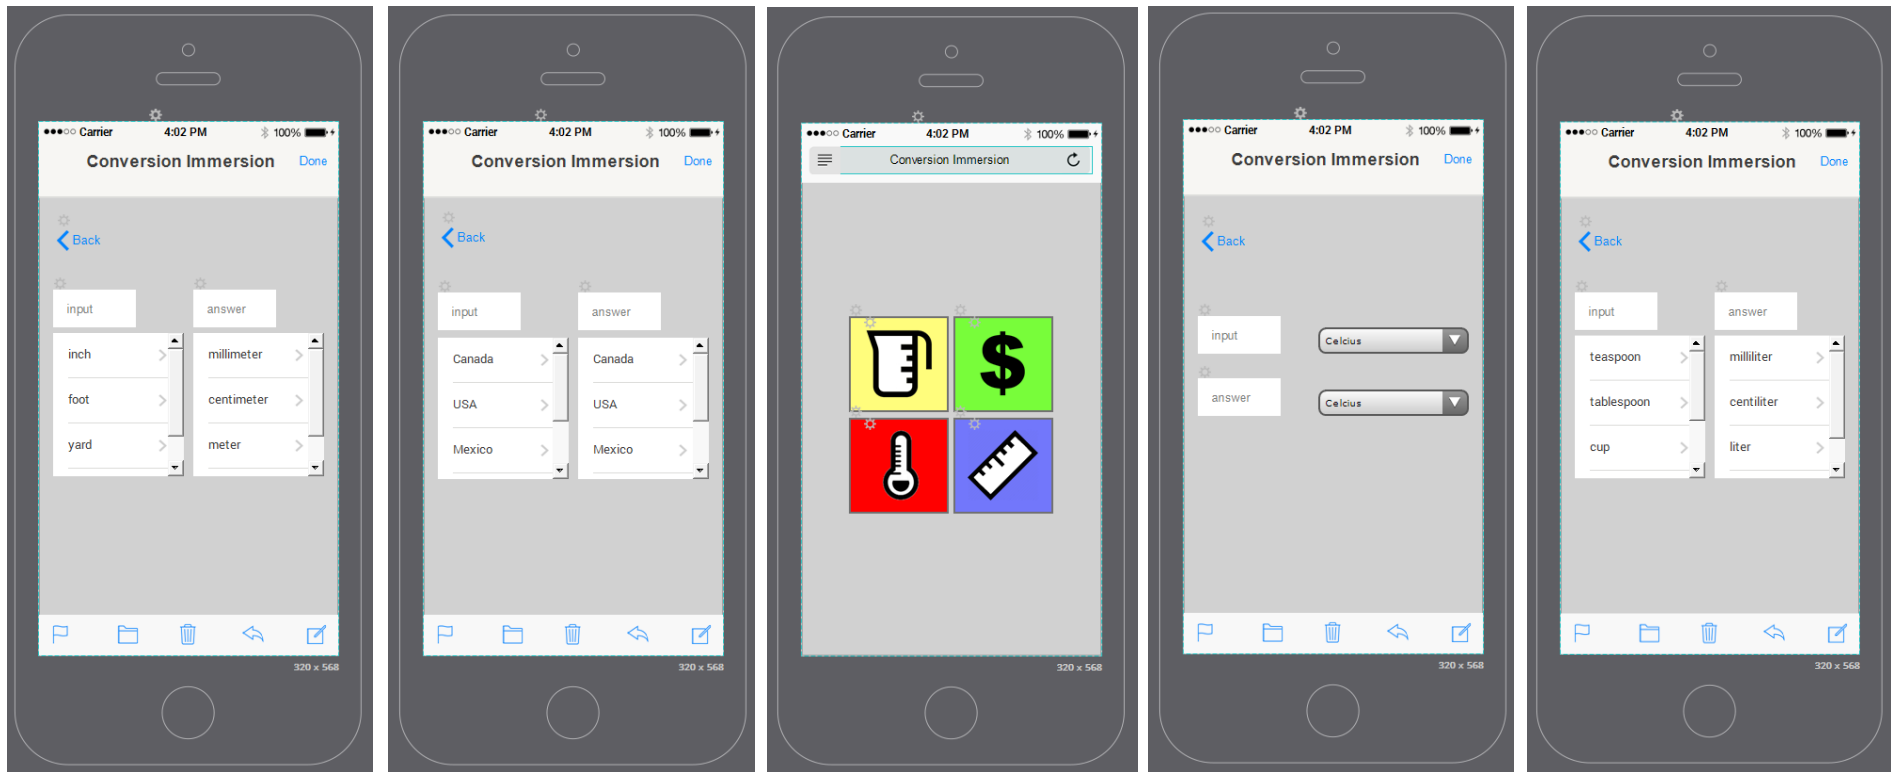 Carrier 4:02 PM 100%
Conversion Immersion Done
Back
input answer
inch millimeter
foot centimeter
yard meter
320 x 568
Carrier 4:02 PM 100%
Conversion Immersion Done
Back
input answer
Canada Canada
USA USA
Mexico Mexico
320 x 568
Carrier 4:02 PM 100%
Conversion Immersion
$
320 x 568
Carrier 4:02 PM 100%
Conversion Immersion Done
Back
input Celcius
answer Celcius
320 x 568
Carrier 4:02 PM 100%
Conversion Immersion Done
Back
input answer
teaspoon milliliter
tablespoon centiliter
cup liter
320 x 568